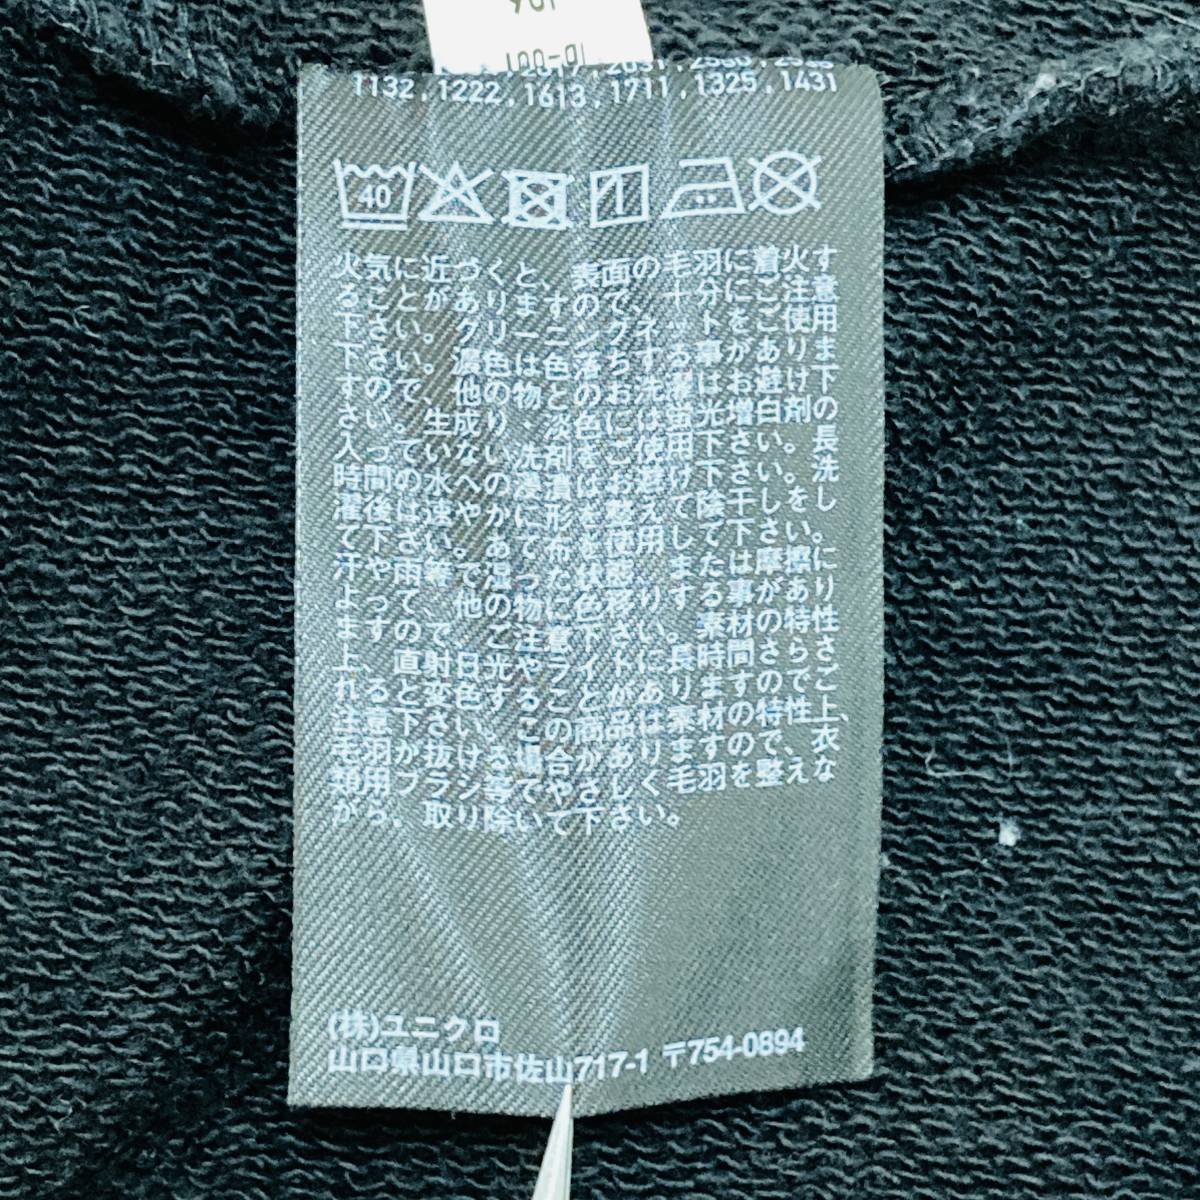 1132,1222,1613,1711,1325,1431
40
火気に近づくと、表面の毛羽に着火す
ることがありますので、十分にご注意
下さい。タンブラー、ネットをご使用
下さい。濃色は色落ちする事があります
ので、他の物とおすすぎはお避け下
さい。生成り・淡色には蛍光増白剤の
入っていない洗剤をご使用下さい。長
時間の水への浸漬はお避け下さい。洗
濯後は速やかに形を整えて陰干しし
て下さい。あて布を使用して下さい。
汗や雨等で湿った状態や摩擦に
よって、他の物に色移りする事があり
ます。ご注意下さい。素材の特性
上、直射日光やライトに長時間さらさ
れると変色することがありますのでご
注意下さい。この商品は素材の特性上、
毛羽が抜ける場合がありますので、衣
類用ブラシ等でやさしく毛羽を整えな
がら、取り除いて下さい。
(株)ユニクロ
山口県山口市佐山717-1 〒754-0894